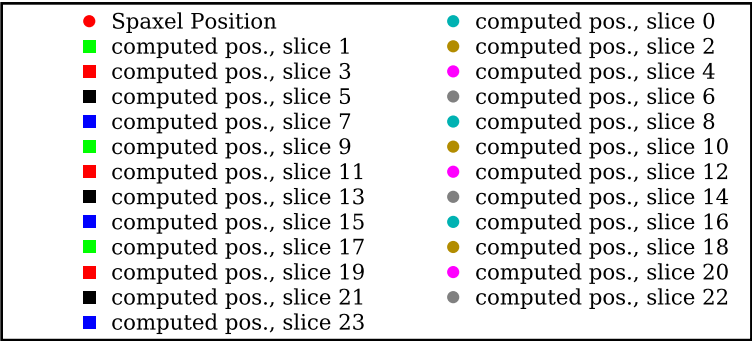 Spaxel Position
computed pos., slice 1
computed pos., slice 3
computed pos., slice 5
computed pos., slice 7
computed pos., slice 9
computed pos., slice 11
computed pos., slice 13
computed pos., slice 15
computed pos., slice 17
computed pos., slice 19
computed pos., slice 21
computed pos., slice 23
computed pos., slice 0
computed pos., slice 2
computed pos., slice 4
computed pos., slice 6
computed pos., slice 8
computed pos., slice 10
computed pos., slice 12
computed pos., slice 14
computed pos., slice 16
computed pos., slice 18
computed pos., slice 20
computed pos., slice 22